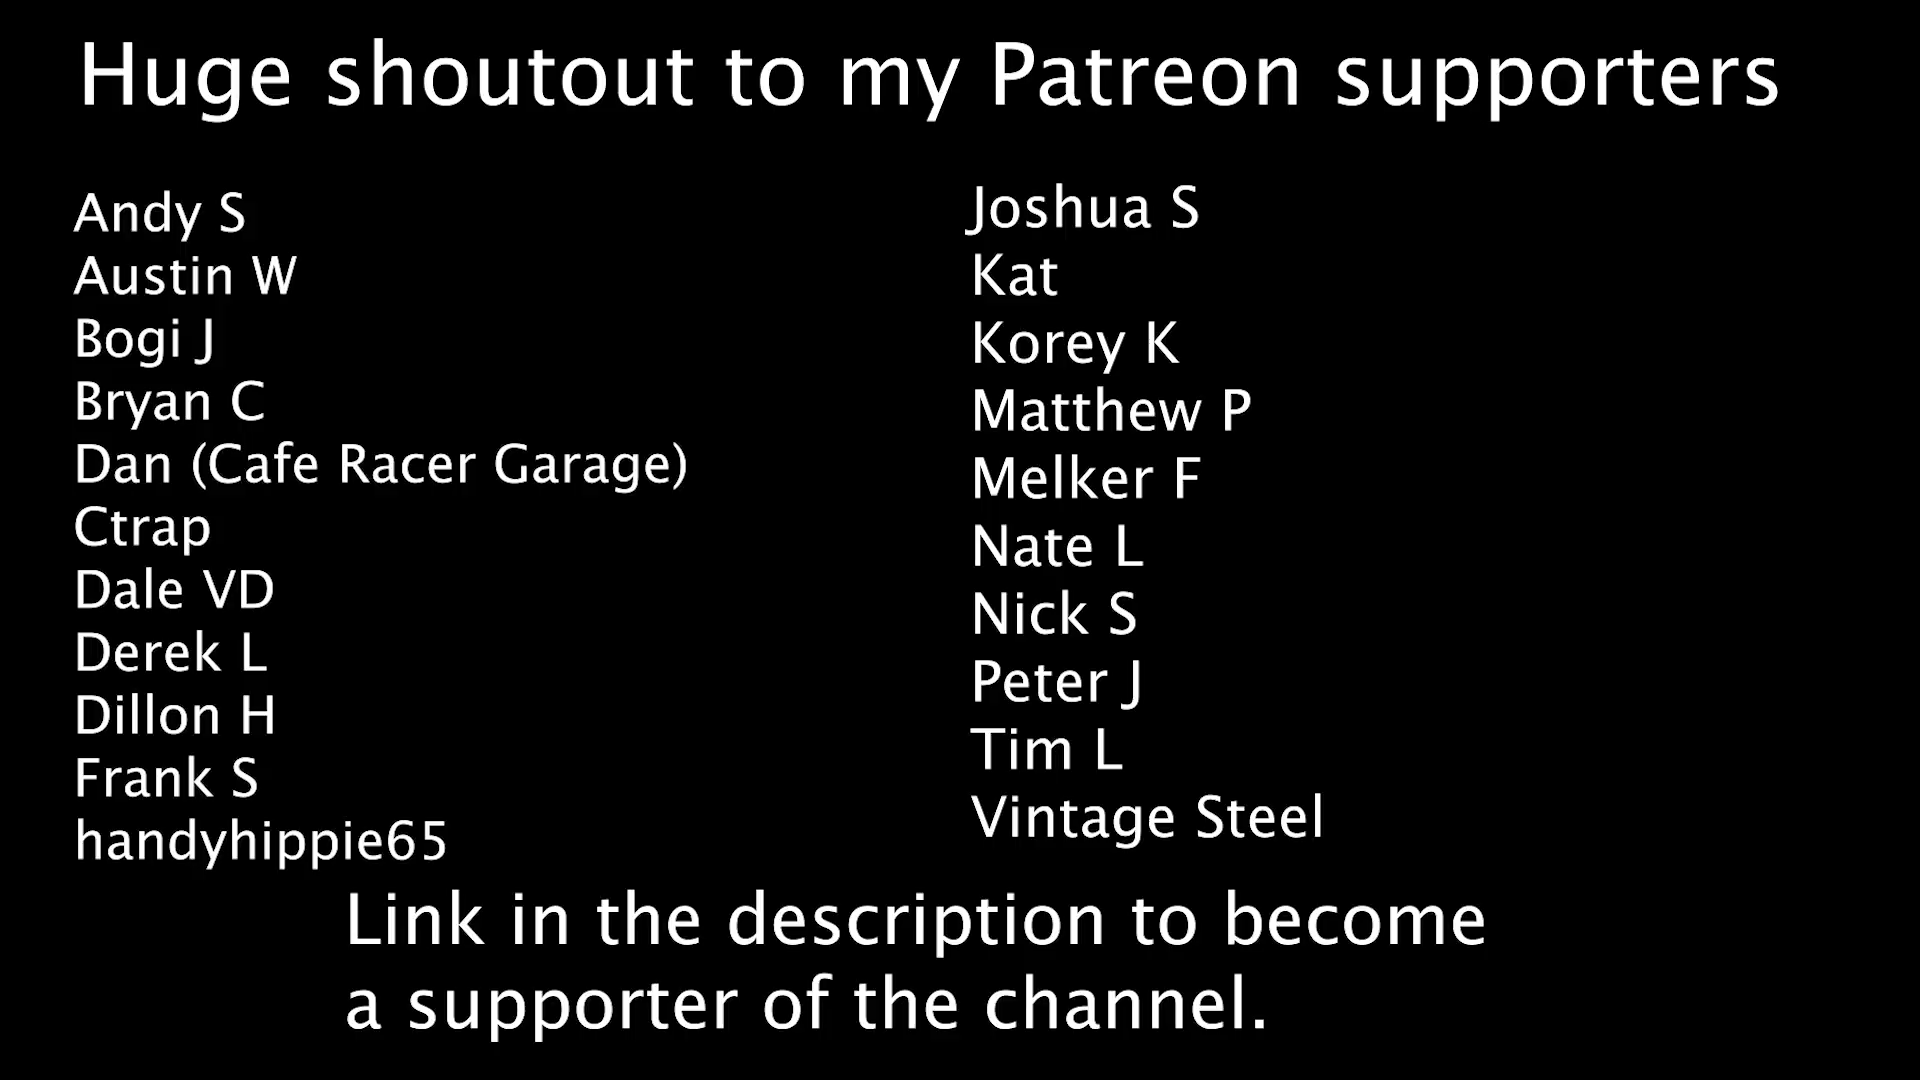 Huge shoutout to my Patreon supporters
Andy S
Austin W
Bogi J
Bryan C
Dan (Cafe Racer Garage)
Ctrap
Dale VD
Derek L
Dillon H
Frank S
handyhippie65
Joshua S
Kat
Korey K
Matthew P
Melker F
Nate L
Nick S
Peter J
Tim L
Vintage Steel
Link in the description to become
a supporter of the channel.